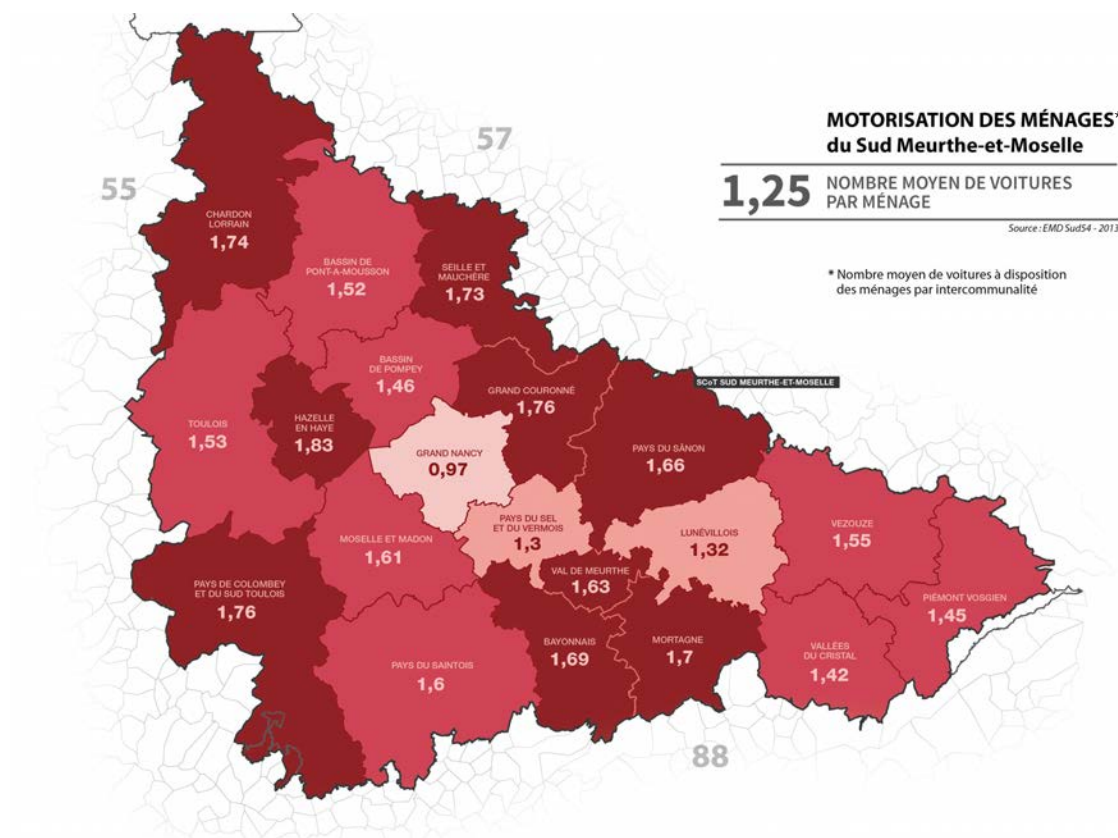 MOTORISATION DES MÉNAGES*
du Sud Meurthe-et-Moselle
1,25
NOMBRE MOYEN DE VOITURES
PAR MÉNAGE
Source : EMD Sud54 - 2013
* Nombre moyen de voitures à disposition
des ménages par intercommunalité
57
55
CHARDON
LORRAIN
1,74
BASSIN DE
PONT-A-MOUSSON
1,52
SEILLE ET
MAUCHÈRE
1,73
BASSIN
DE POMPEY
1,46
SCoT SUD MEURTHE-ET-MOSELLE
GRAND COURONNÉ
1,76
TOULOIS
1,53
HAZELLE
EN HAYE
1,83
GRAND NANCY
0,97
PAYS DU SÂNON
1,66
PAYS DU SEL
ET DU VERMOIS
1,3
LUNÉVILLOIS
1,32
VEZOUZE
1,55
MOSELLE ET MADON
1,61
VAL DE MEURTHE
1,63
PAYS DE COLOMBEY
ET DU SUD TOULOIS
1,76
PIÉMONT VOSGIEN
1,45
BAYONNAIS
1,69
MORTAGNE
1,7
VALLÉES
DU CRISTAL
1,42
PAYS DU SAINTOIS
1,6
88